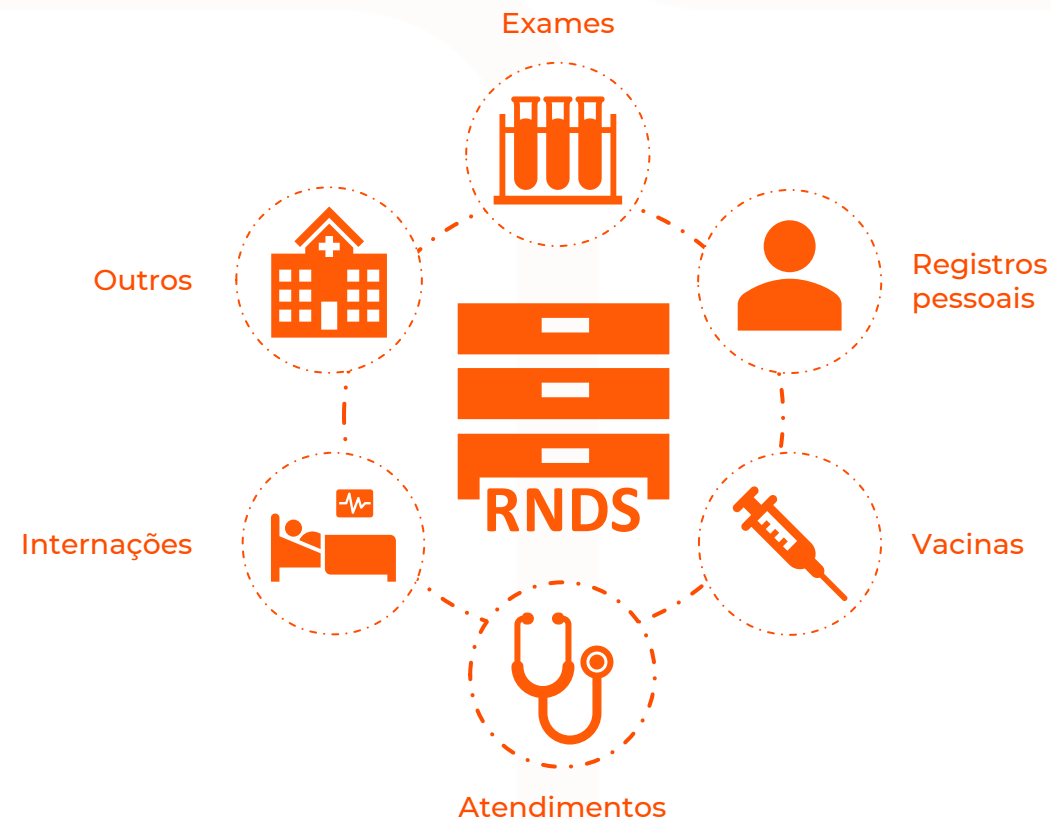 Exames
Outros
Registros
pessoais
RNDS
Internações
Vacinas
Atendimentos